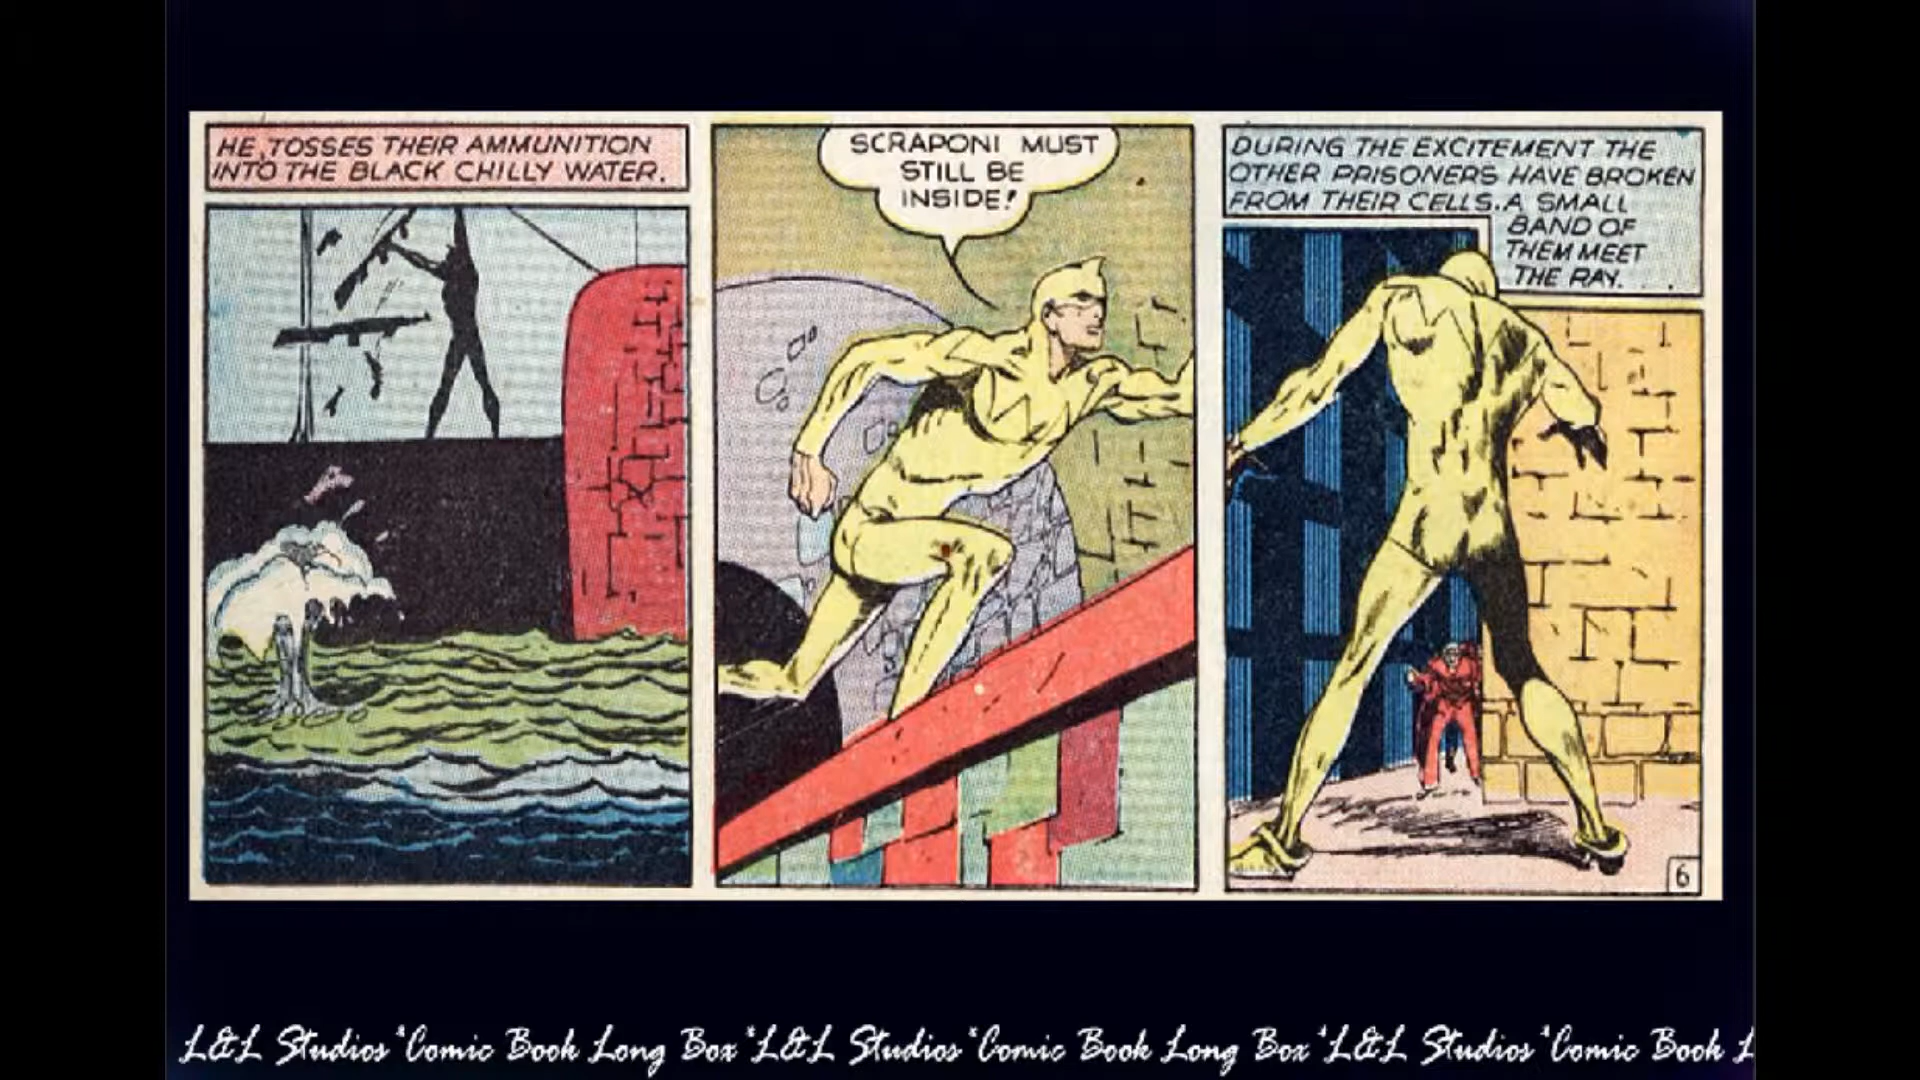 HE TOSSES THEIR AMMUNITION
INTO THE BLACK CHILLY WATER.
SCRAPONI MUST
STILL BE
INSIDE!
DURING THE EXCITEMENT THE
OTHER PRISONERS HAVE BROKEN
FROM THEIR CELLS. A SMALL
BAND OF
THEM MEET
THE RAY. . . .
6
L&L Studios *Comic Book Long Box *L&L Studios *Comic Book Long Box *L&L Studios *Comic Book L